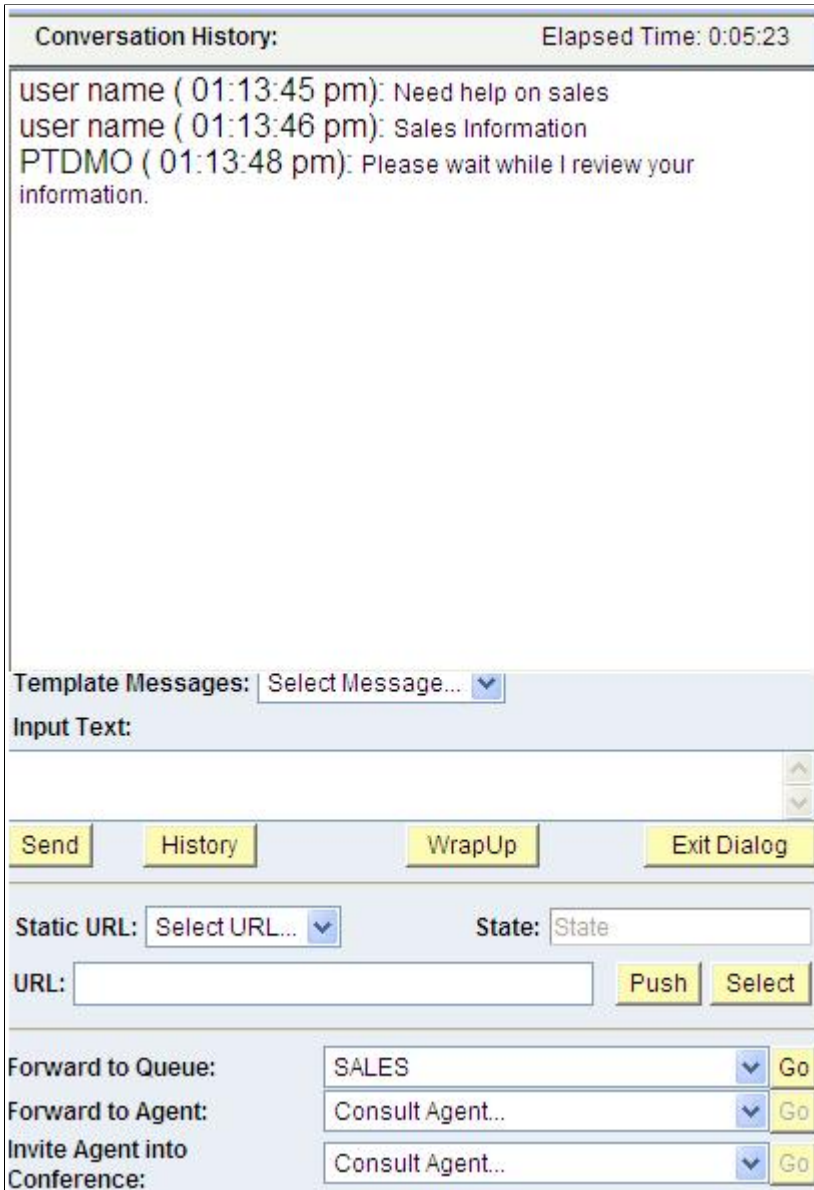 Conversation History: Elapsed Time: 0:05:23
user name ( 01:13:45 pm): Need help on sales
user name ( 01:13:46 pm): Sales Information
PTDMO ( 01:13:48 pm): Please wait while I review your
information.
Template Messages: Select Message...
Input Text:
Send History WrapUp Exit Dialog
Static URL: Select URL... State: State
URL: Push Select
Forward to Queue: SALES Go
Forward to Agent: Consult Agent... Go
Invite Agent into
Conference: Consult Agent... Go